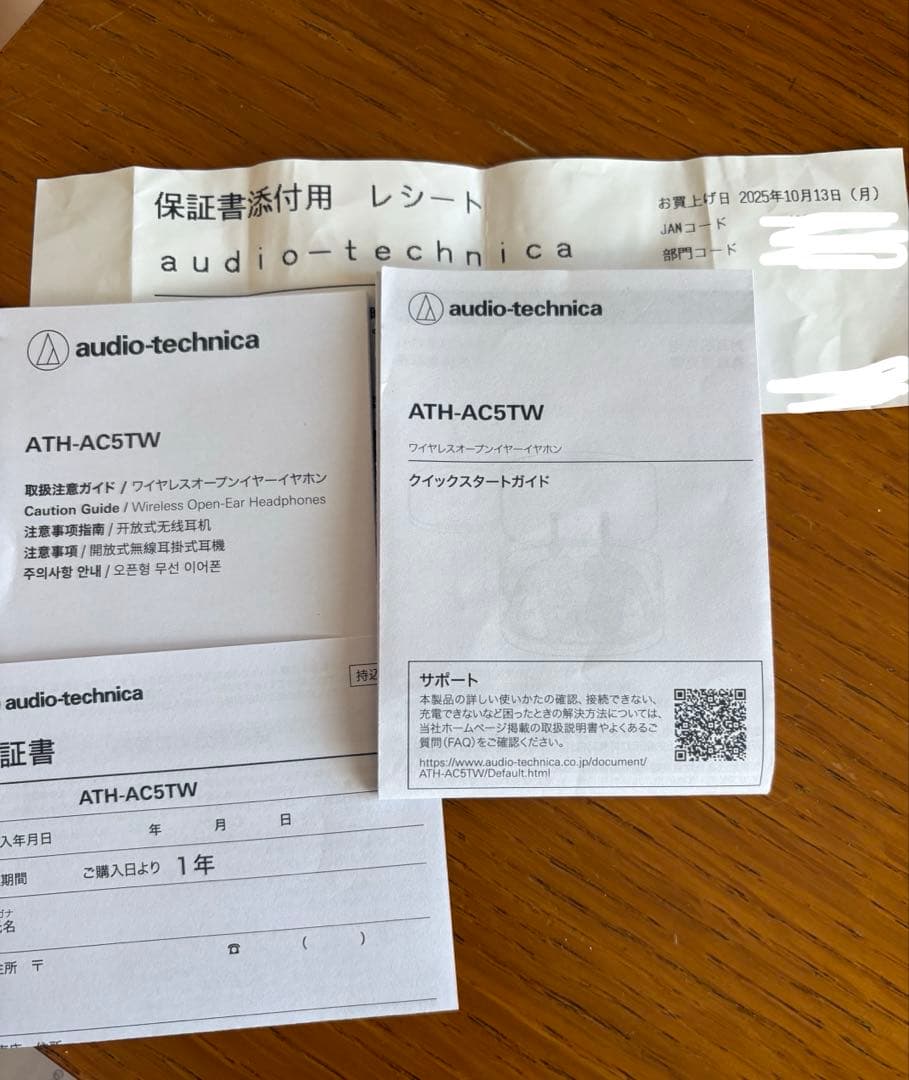 保証書添付用 レシート
audio-technica
お買上げ日 2025年10月13日(月)
JANコード
部門コード
audio-technica
ATH-AC5TW
取扱注意ガイド / ワイヤレスオープンイヤーイヤホン
Caution Guide / Wireless Open-Ear Headphones
注意事项指南 / 开放式无线耳机
注意事項 / 開放式無線耳掛式耳機
주의사항 안내 / 오픈형 무선 이어폰
audio-technica
ATH-AC5TW
ワイヤレスオープンイヤーイヤホン
クイックスタートガイド
サポート
本製品の詳しい使いかたの確認、接続できない、
充電できないなど困ったときの解決方法については、
当社ホームページ掲載の取扱説明書やよくあるご
質問(FAQ)をご確認ください。
https://www.audio-technica.co.jp/document/
ATH-AC5TW/Default.html
audio-technica
持込
証書
ATH-AC5TW
入年月日 年 月 日
期間 ご購入日より 1年
ガナ
名
住所 〒 ☎ ( )